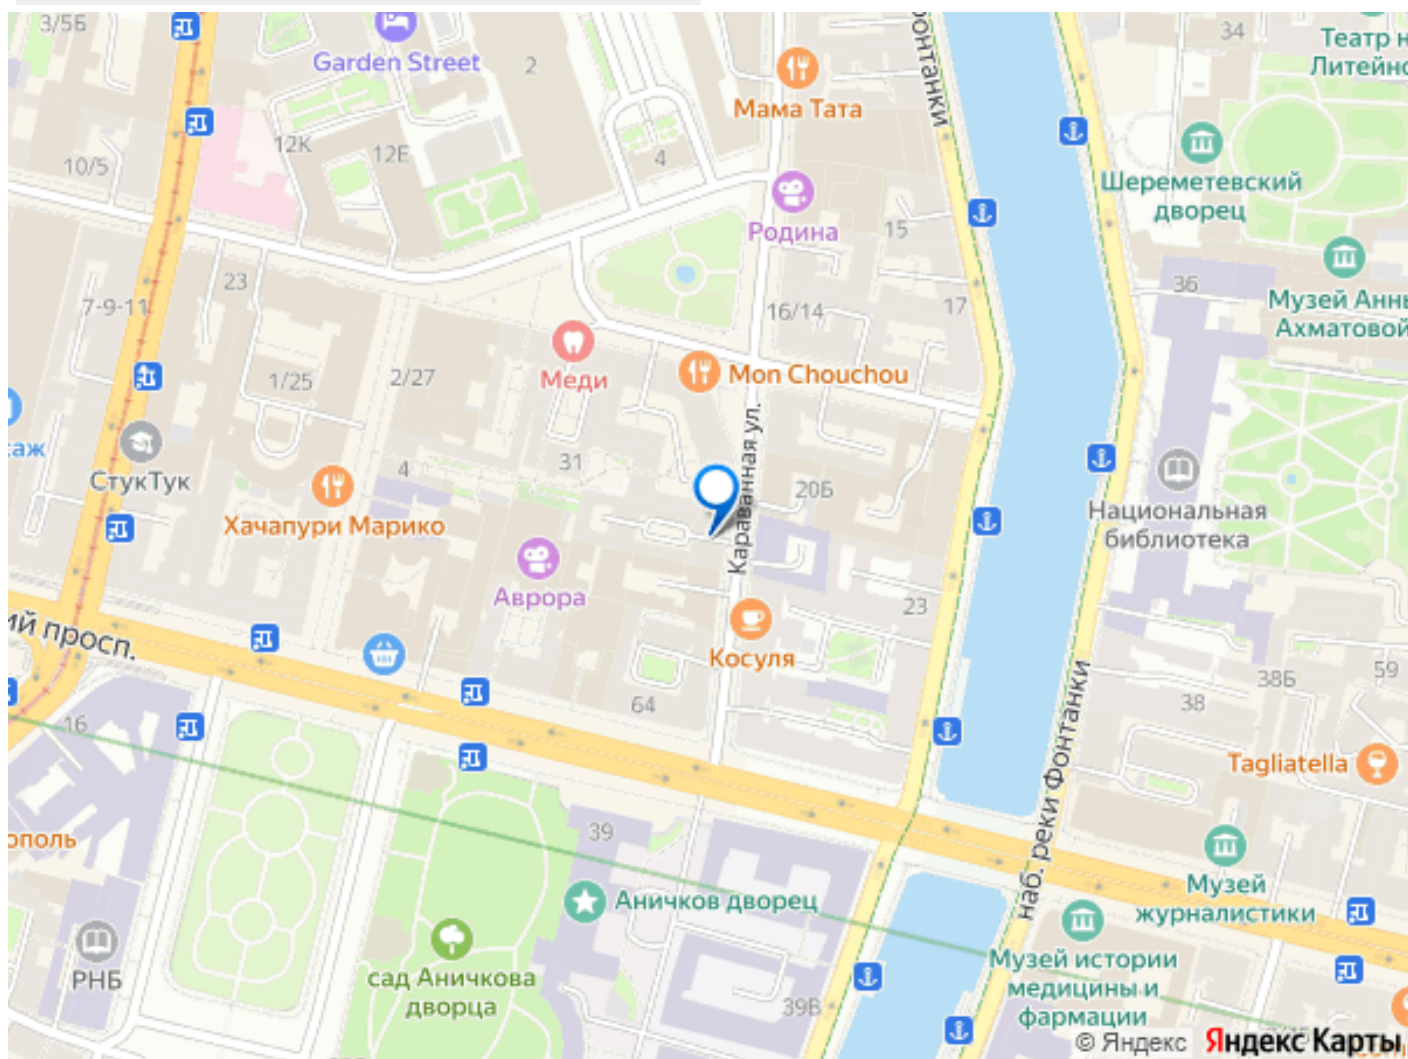 3/5Б
Garden Street
2
34
Театр н
Литейно
Мама Тата
онтанки
12К
12Е
4
10/5
Шереметевский
дворец
Родина
15
36
23
7-9-11
16/14
17
Музей Анны
Ахматовой
Меди
1/25
2/27
Mon Chouchou
каж
СтукТук
4
31
Караванная ул.
20Б
Хачапури Марико
Национальная
библиотека
Аврора
23
ий просп.
Косуля
64
38Б
59
38
16
Tagliatella
наб. реки Фонтанки
ополь
39
Музей
журналистики
Аничков дворец
РНБ
сад Аничкова
дворца
Музей истории
медицины и
фармации
39В
© Яндекс Яндекс Карты